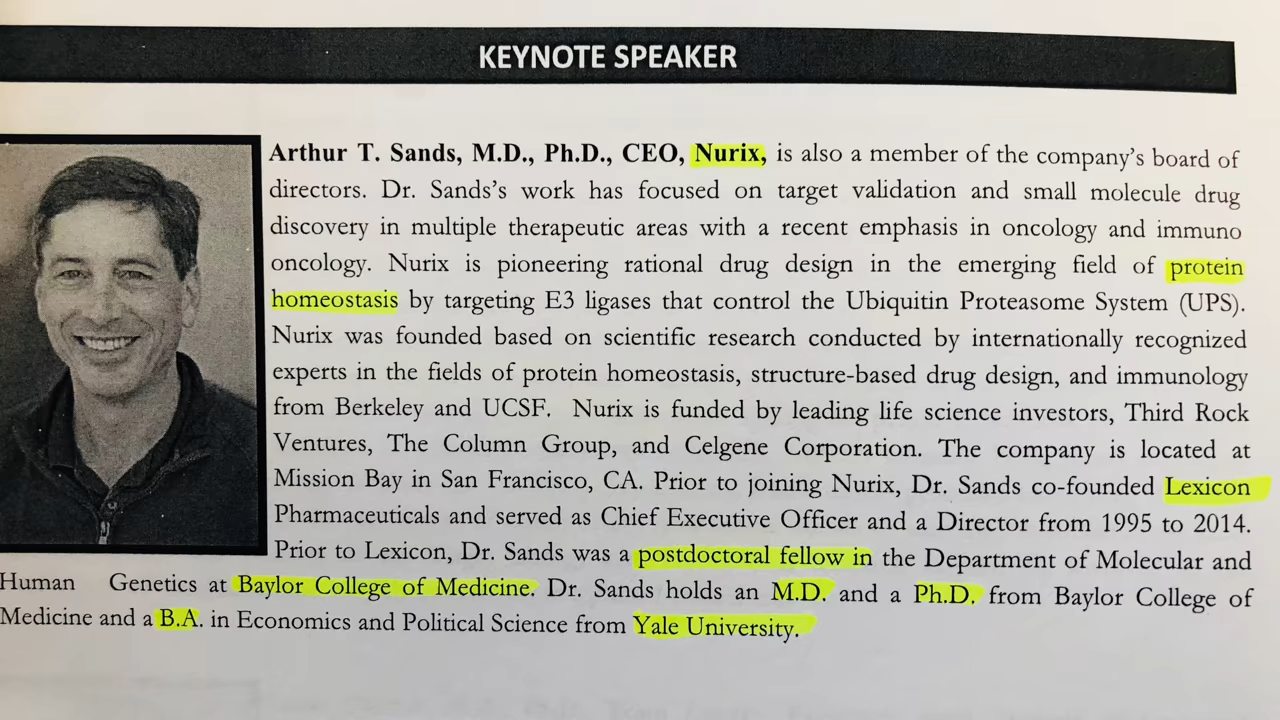 KEYNOTE SPEAKER
Arthur T. Sands, M.D., Ph.D., CEO, Nurix, is also a member of the company's board of
directors. Dr. Sands's work has focused on target validation and small molecule drug
discovery in multiple therapeutic areas with a recent emphasis in oncology and immuno
oncology. Nurix is pioneering rational drug design in the emerging field of protein
homeostasis by targeting E3 ligases that control the Ubiquitin Proteasome System (UPS).
Nurix was founded based on scientific research conducted by internationally recognized
experts in the fields of protein homeostasis, structure-based drug design, and immunology
from Berkeley and UCSF. Nurix is funded by leading life science investors, Third Rock
Ventures, The Column Group, and Celgene Corporation. The company is located at
Mission Bay in San Francisco, CA. Prior to joining Nurix, Dr. Sands co-founded Lexicon
Pharmaceuticals and served as Chief Executive Officer and a Director from 1995 to 2014.
Prior to Lexicon, Dr. Sands was a postdoctoral fellow in the Department of Molecular and
Human Genetics at Baylor College of Medicine. Dr. Sands holds an M.D. and a Ph.D. from Baylor College of
Medicine and a B.A. in Economics and Political Science from Yale University.